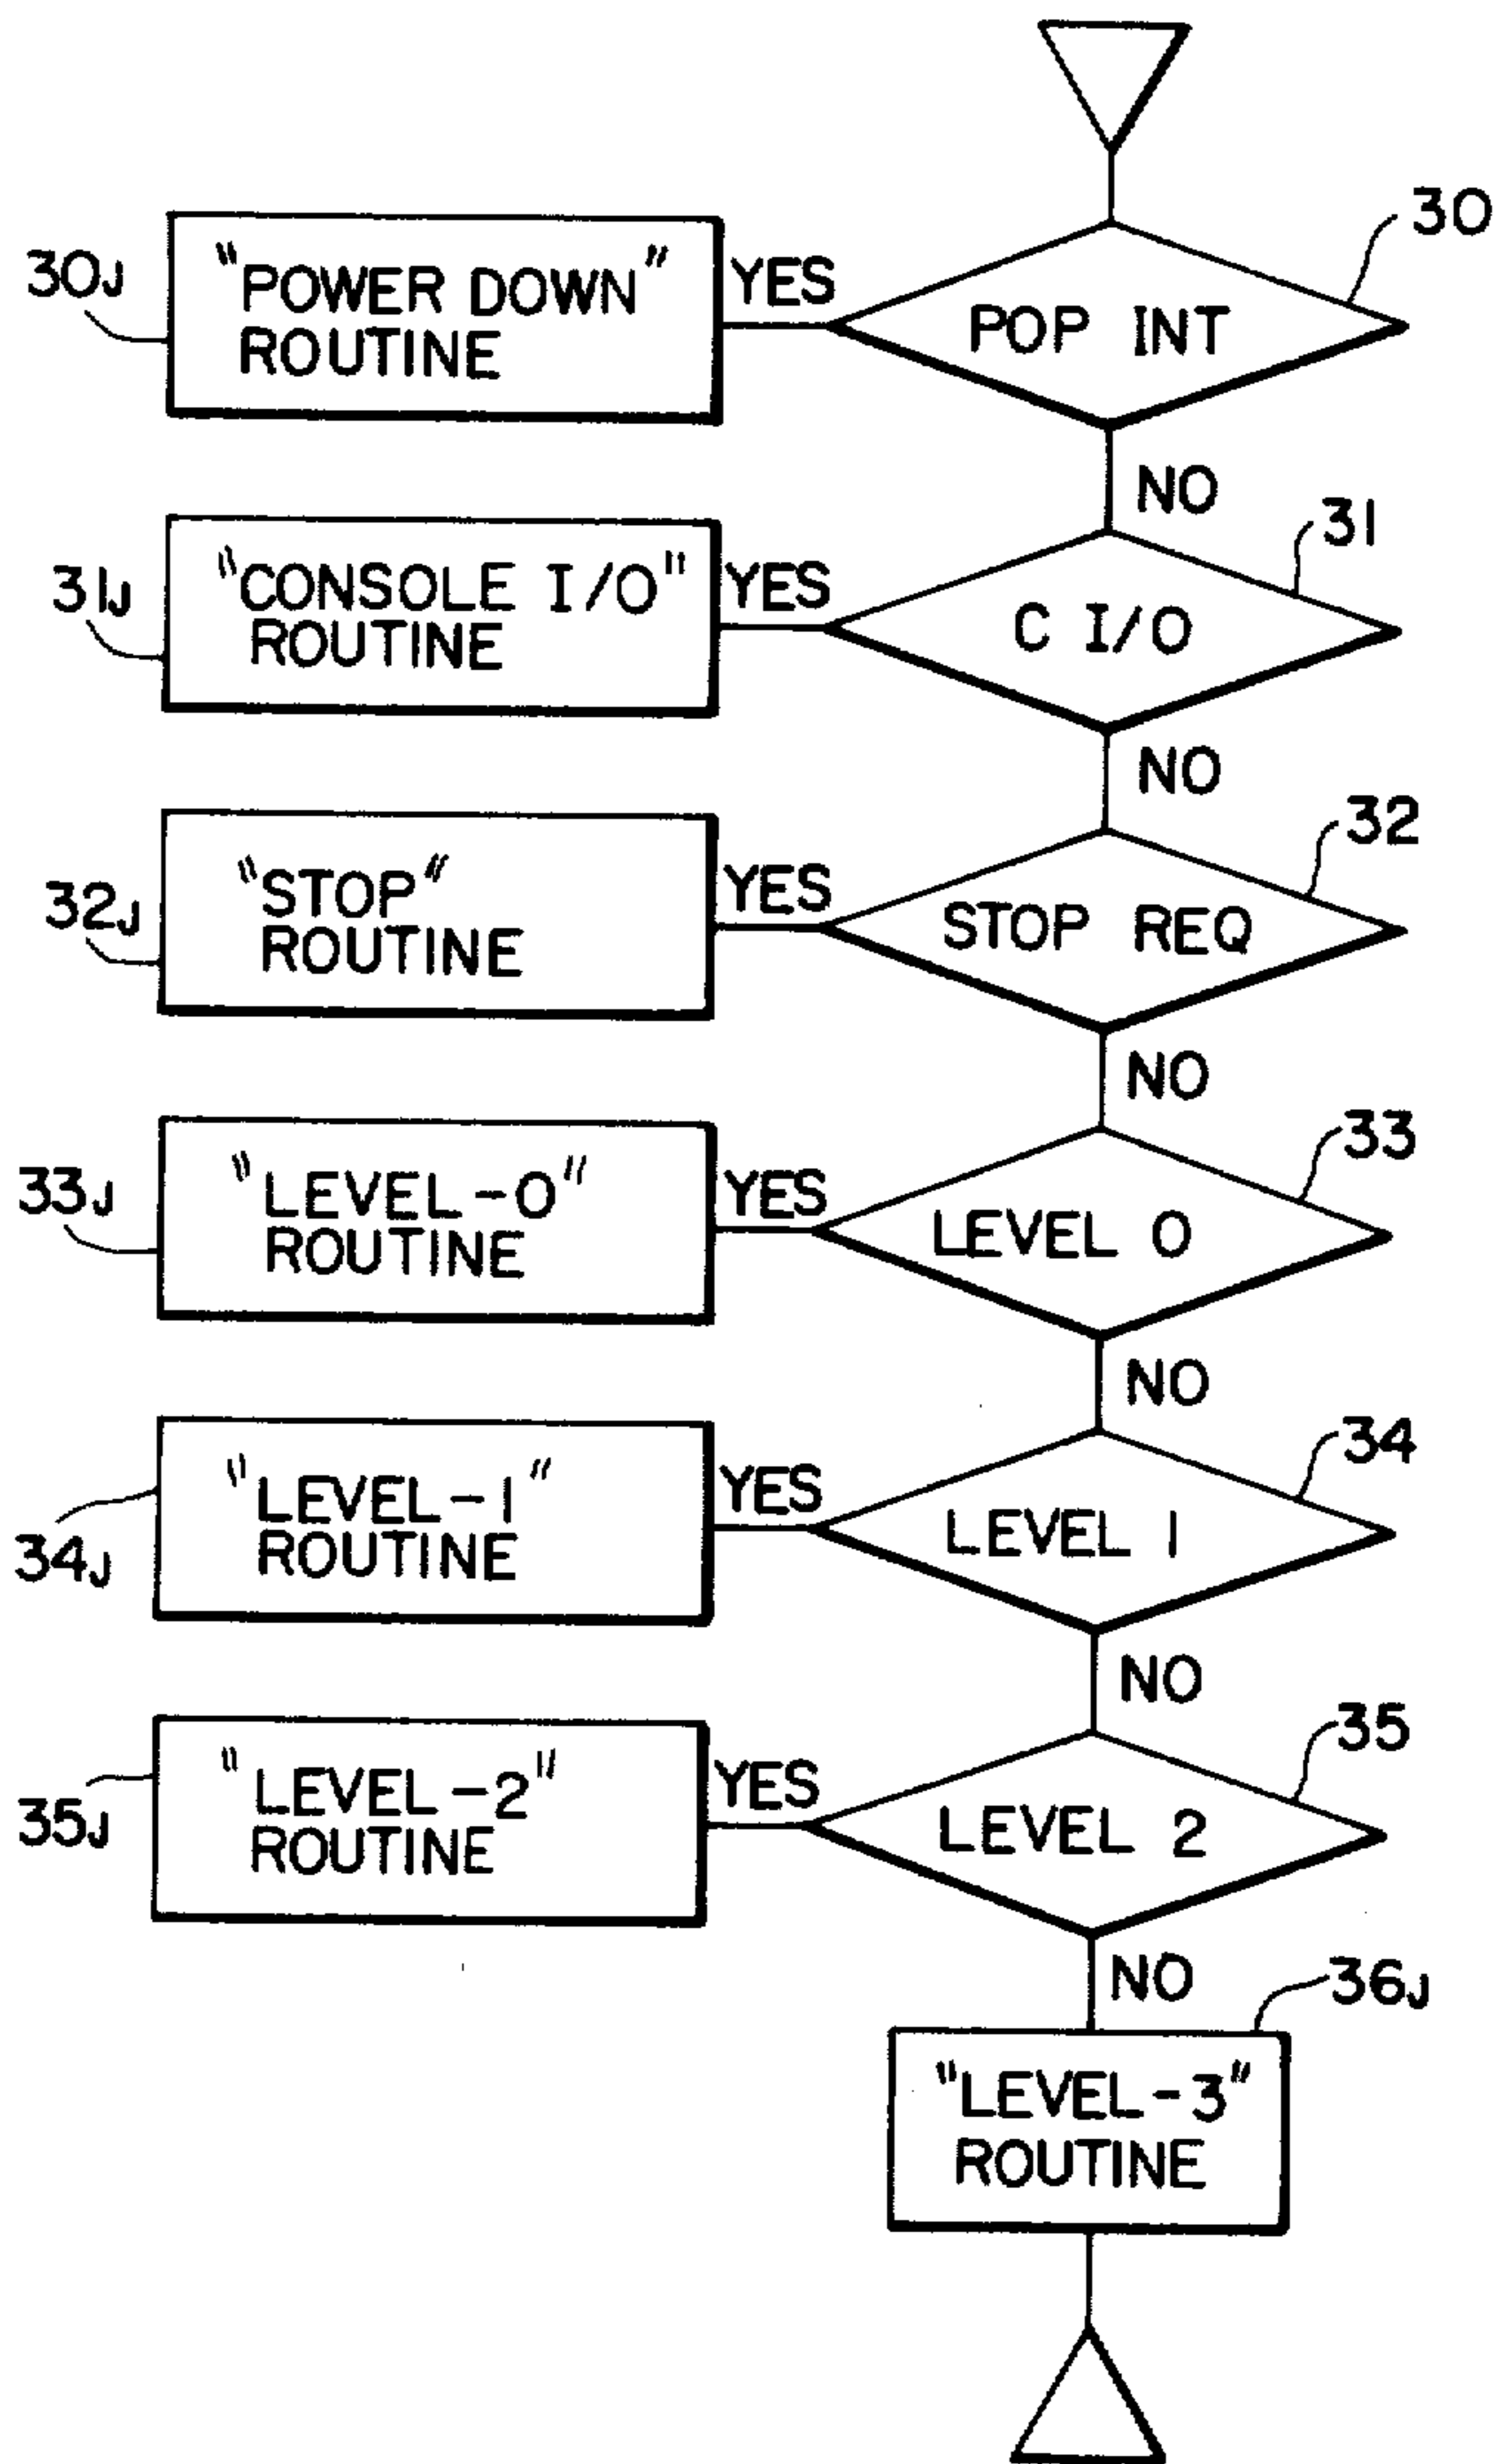 30
30J
"POWER DOWN"
ROUTINE
YES
POP INT
NO
31
31J
"CONSOLE I/O"
ROUTINE
YES
C I/O
NO
32
32J
"STOP"
ROUTINE
YES
STOP REQ
NO
33
33J
"LEVEL-0"
ROUTINE
YES
LEVEL 0
NO
34
34J
"LEVEL-1"
ROUTINE
YES
LEVEL 1
NO
35
35J
"LEVEL-2"
ROUTINE
YES
LEVEL 2
NO
36J
"LEVEL-3"
ROUTINE